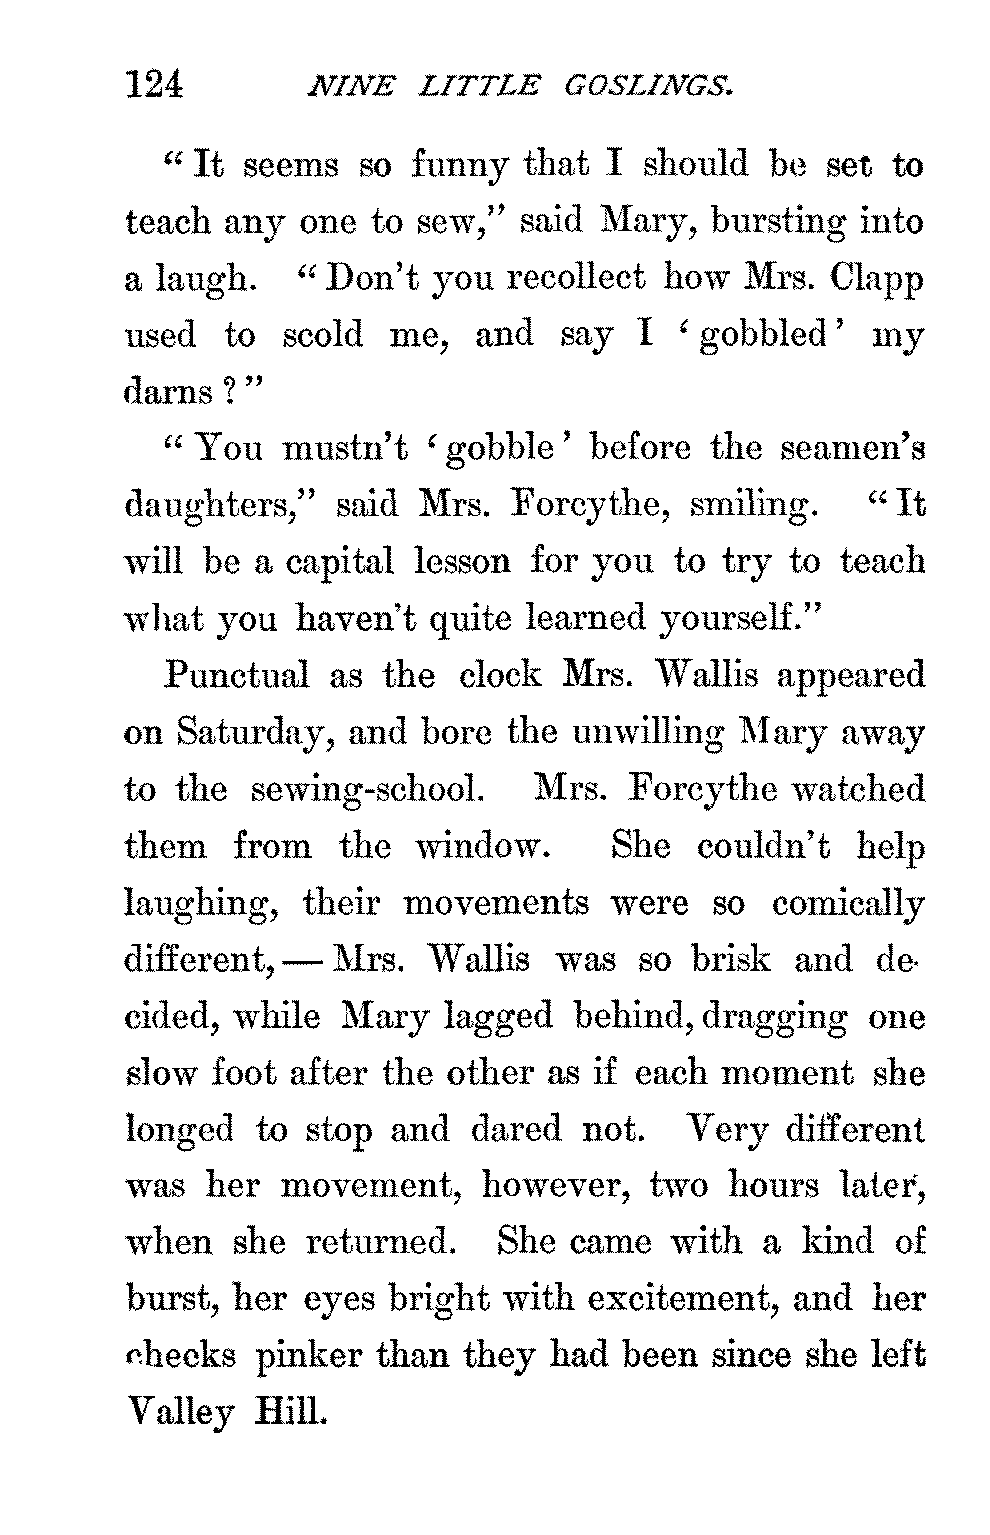 124 NINE LITTLE GOSLINGS.
“It seems so funny that I should be set to
teach any one to sew,” said Mary, bursting into
a laugh. “Don’t you recollect how Mrs. Clapp
used to scold me, and say I ‘gobbled’ my
darns?”
“You mustn’t ‘gobble’ before the seamen’s
daughters,” said Mrs. Forcythe, smiling. “It
will be a capital lesson for you to try to teach
what you haven’t quite learned yourself.”
Punctual as the clock Mrs. Wallis appeared
on Saturday, and bore the unwilling Mary away
to the sewing-school. Mrs. Forcythe watched
them from the window. She couldn’t help
laughing, their movements were so comically
different,— Mrs. Wallis was so brisk and de-
cided, while Mary lagged behind, dragging one
slow foot after the other as if each moment she
longed to stop and dared not. Very different
was her movement, however, two hours later,
when she returned. She came with a kind of
burst, her eyes bright with excitement, and her
cheeks pinker than they had been since she left
Valley Hill.